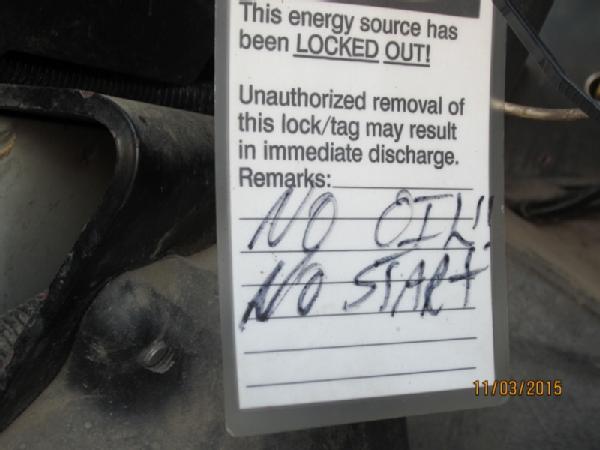 This energy source has
been LOCKED OUT!
Unauthorized removal of
this lock/tag may result
in immediate discharge.
Remarks:
NO OIL!!
NO START
11/03/2015